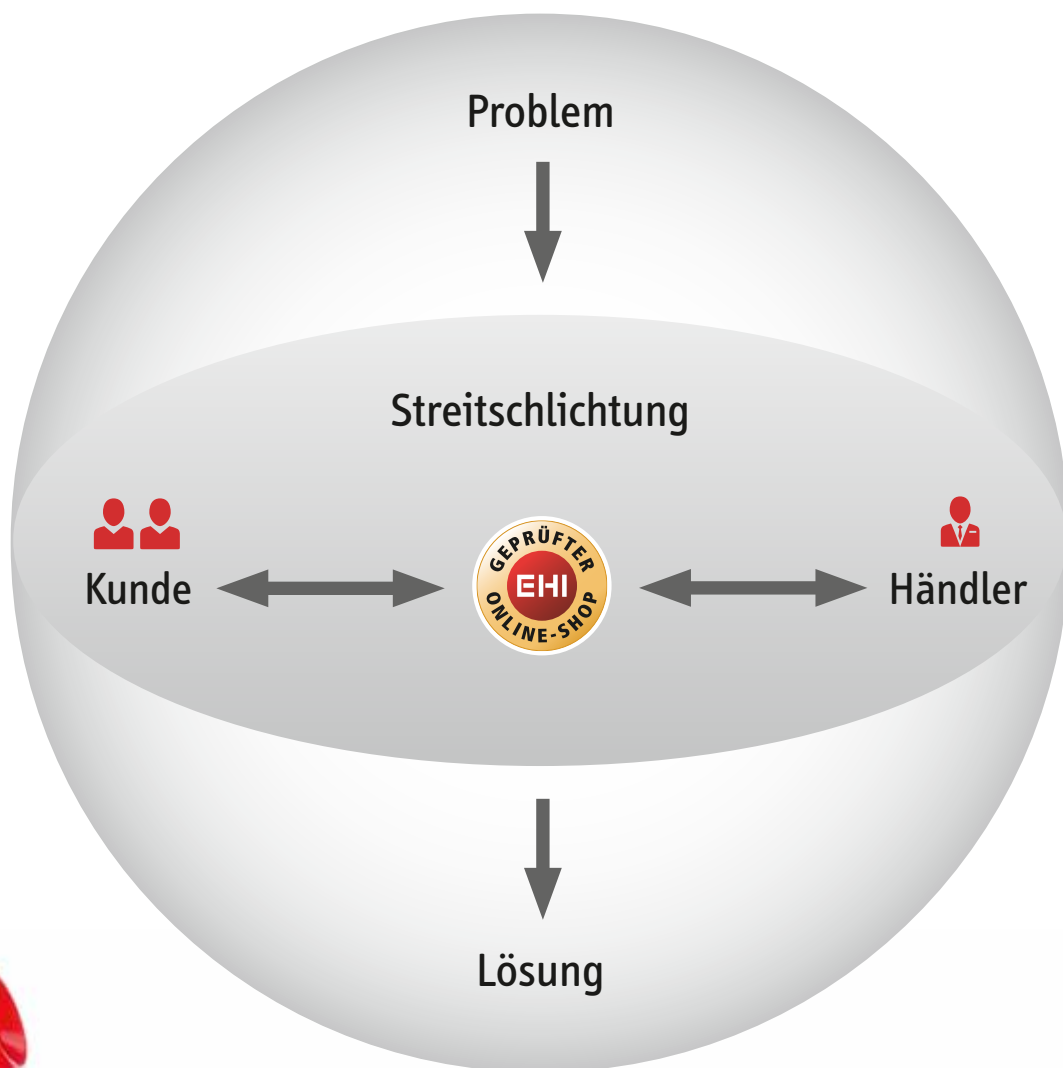 Problem
Streitschlichtung
Kunde
GEPRÜFTER
EHI
ONLINE-SHOP
Händler
Lösung